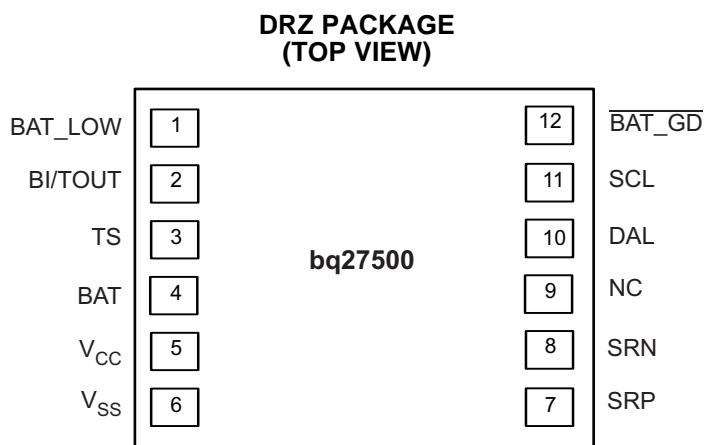 DRZ PACKAGE
(TOP VIEW)
BAT_LOW 1 12 BAT_GD
BI/TOUT 2 11 SCL
TS 3 10 DAL
bq27500
BAT 4 9 NC
VCC 5 8 SRN
VSS 6 7 SRP